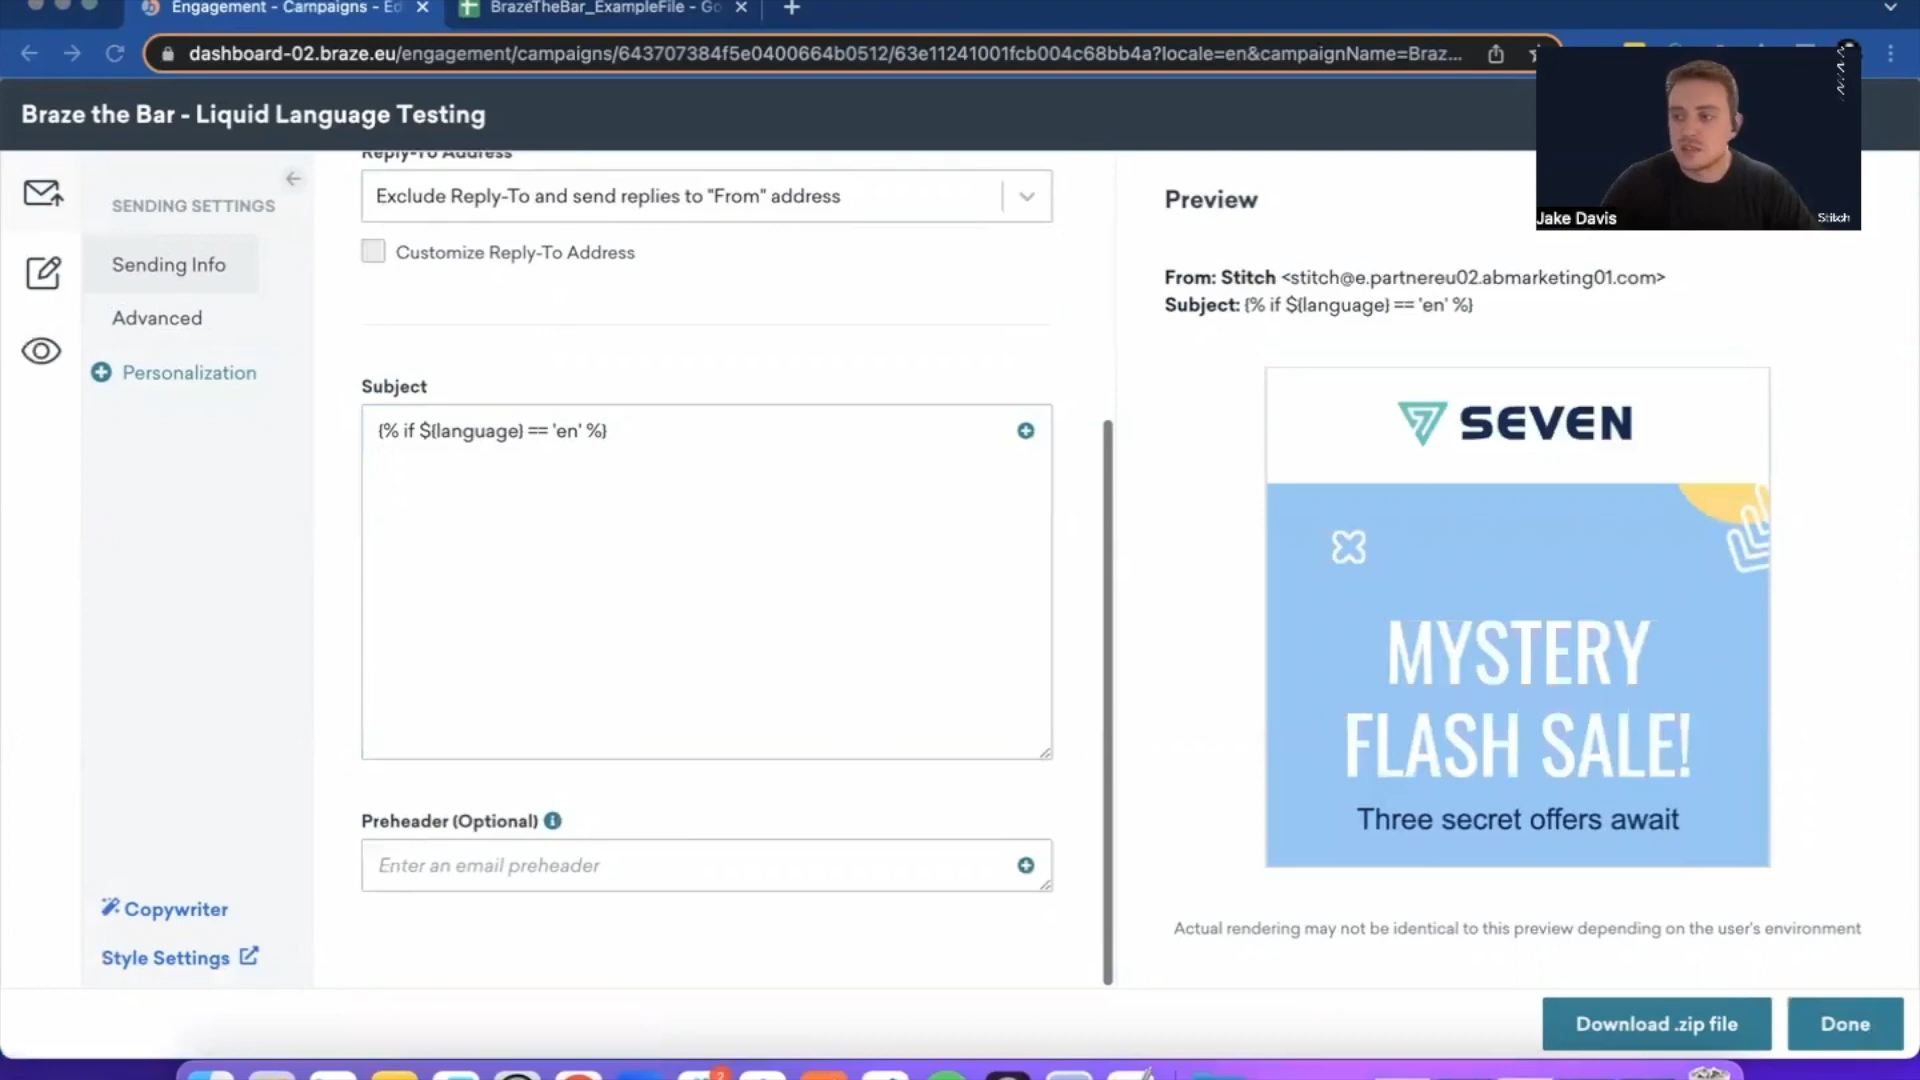 Engagement - Campaigns - Ed
BrazeTheBar_ExampleFile - Go
dashboard-02.braze.eu/engagement/campaigns/643707384f5e0400664b0512/63e11241001fcb004c68bb4a?locale=en&campaignName=Braz...
Braze the Bar - Liquid Language Testing
Jake Davis
Stitch
SENDING SETTINGS
Sending Info
Advanced
Personalization
Copywriter
Style Settings
Reply-To Address
Exclude Reply-To and send replies to "From" address
Customize Reply-To Address
Subject
{% if ${language} == 'en' %}
Preheader (Optional)
Enter an email preheader
Preview
From: Stitch <stitch@e.partnereu02.abmarketing01.com>
Subject: {% if ${language} == 'en' %}
SEVEN
MYSTERY
FLASH SALE!
Three secret offers await
Actual rendering may not be identical to this preview depending on the user's environment
Download .zip file
Done
2